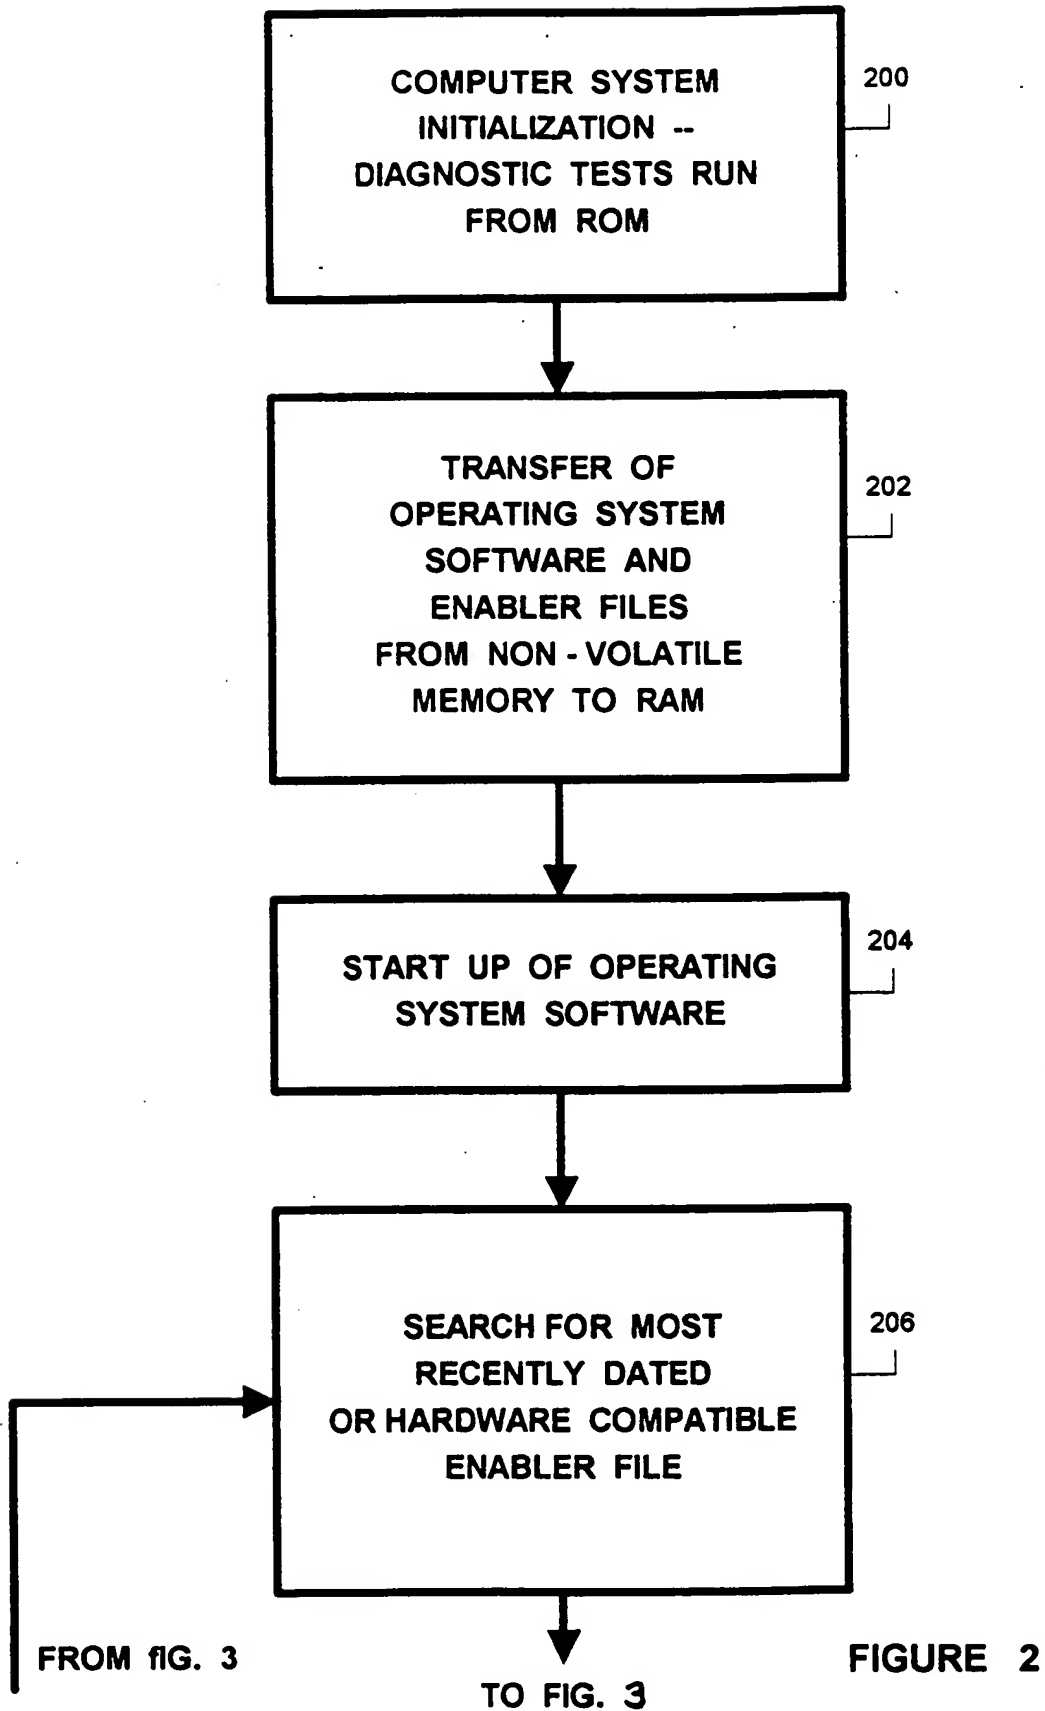 COMPUTER SYSTEM
INITIALIZATION --
DIAGNOSTIC TESTS RUN
FROM ROM
200
TRANSFER OF
OPERATING SYSTEM
SOFTWARE AND
ENABLER FILES
FROM NON - VOLATILE
MEMORY TO RAM
202
START UP OF OPERATING
SYSTEM SOFTWARE
204
SEARCH FOR MOST
RECENTLY DATED
OR HARDWARE COMPATIBLE
ENABLER FILE
206
FROM fIG. 3
TO FIG. 3
FIGURE 2